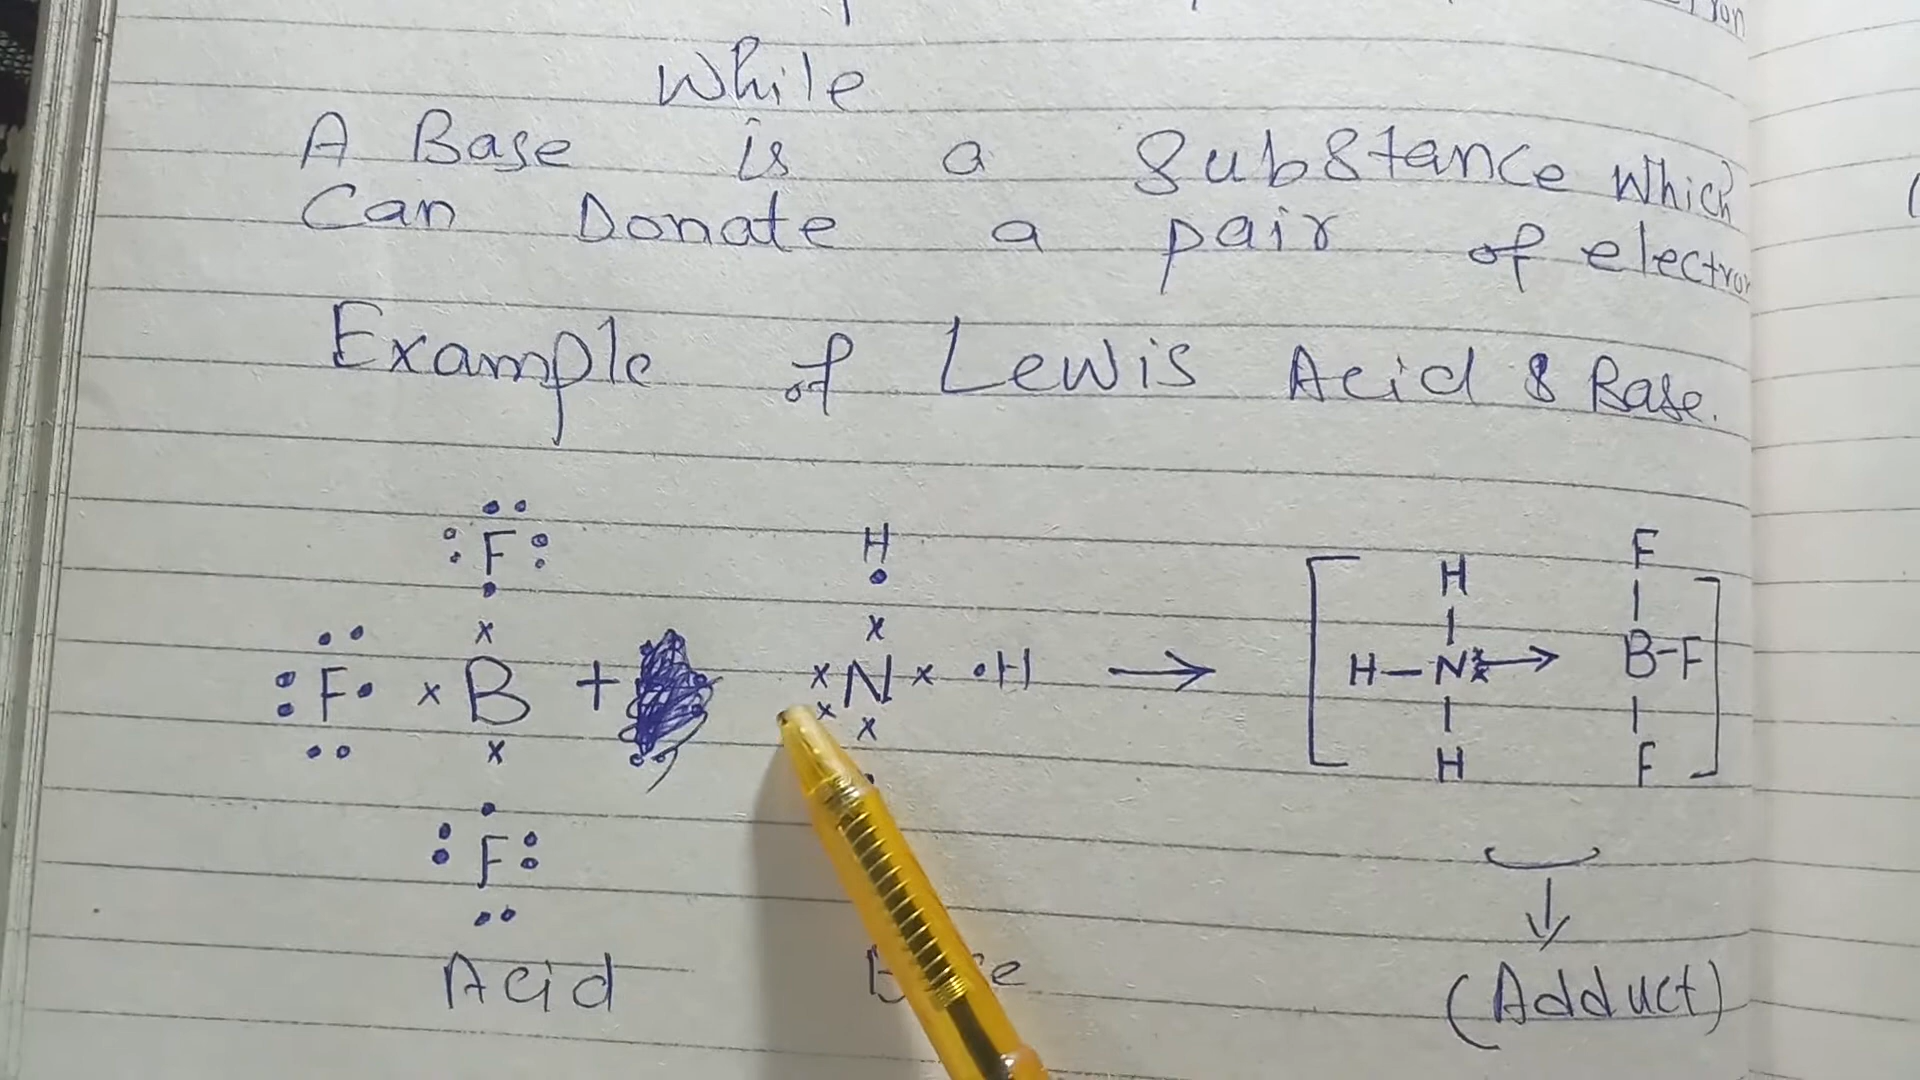 While
A Base is a Substance Which
Can Donate a pair of electron
Example of Lewis Acid & Base.
F H F
H
F B + N H → H-N→ B-F
F H F
Acid
(Adduct)